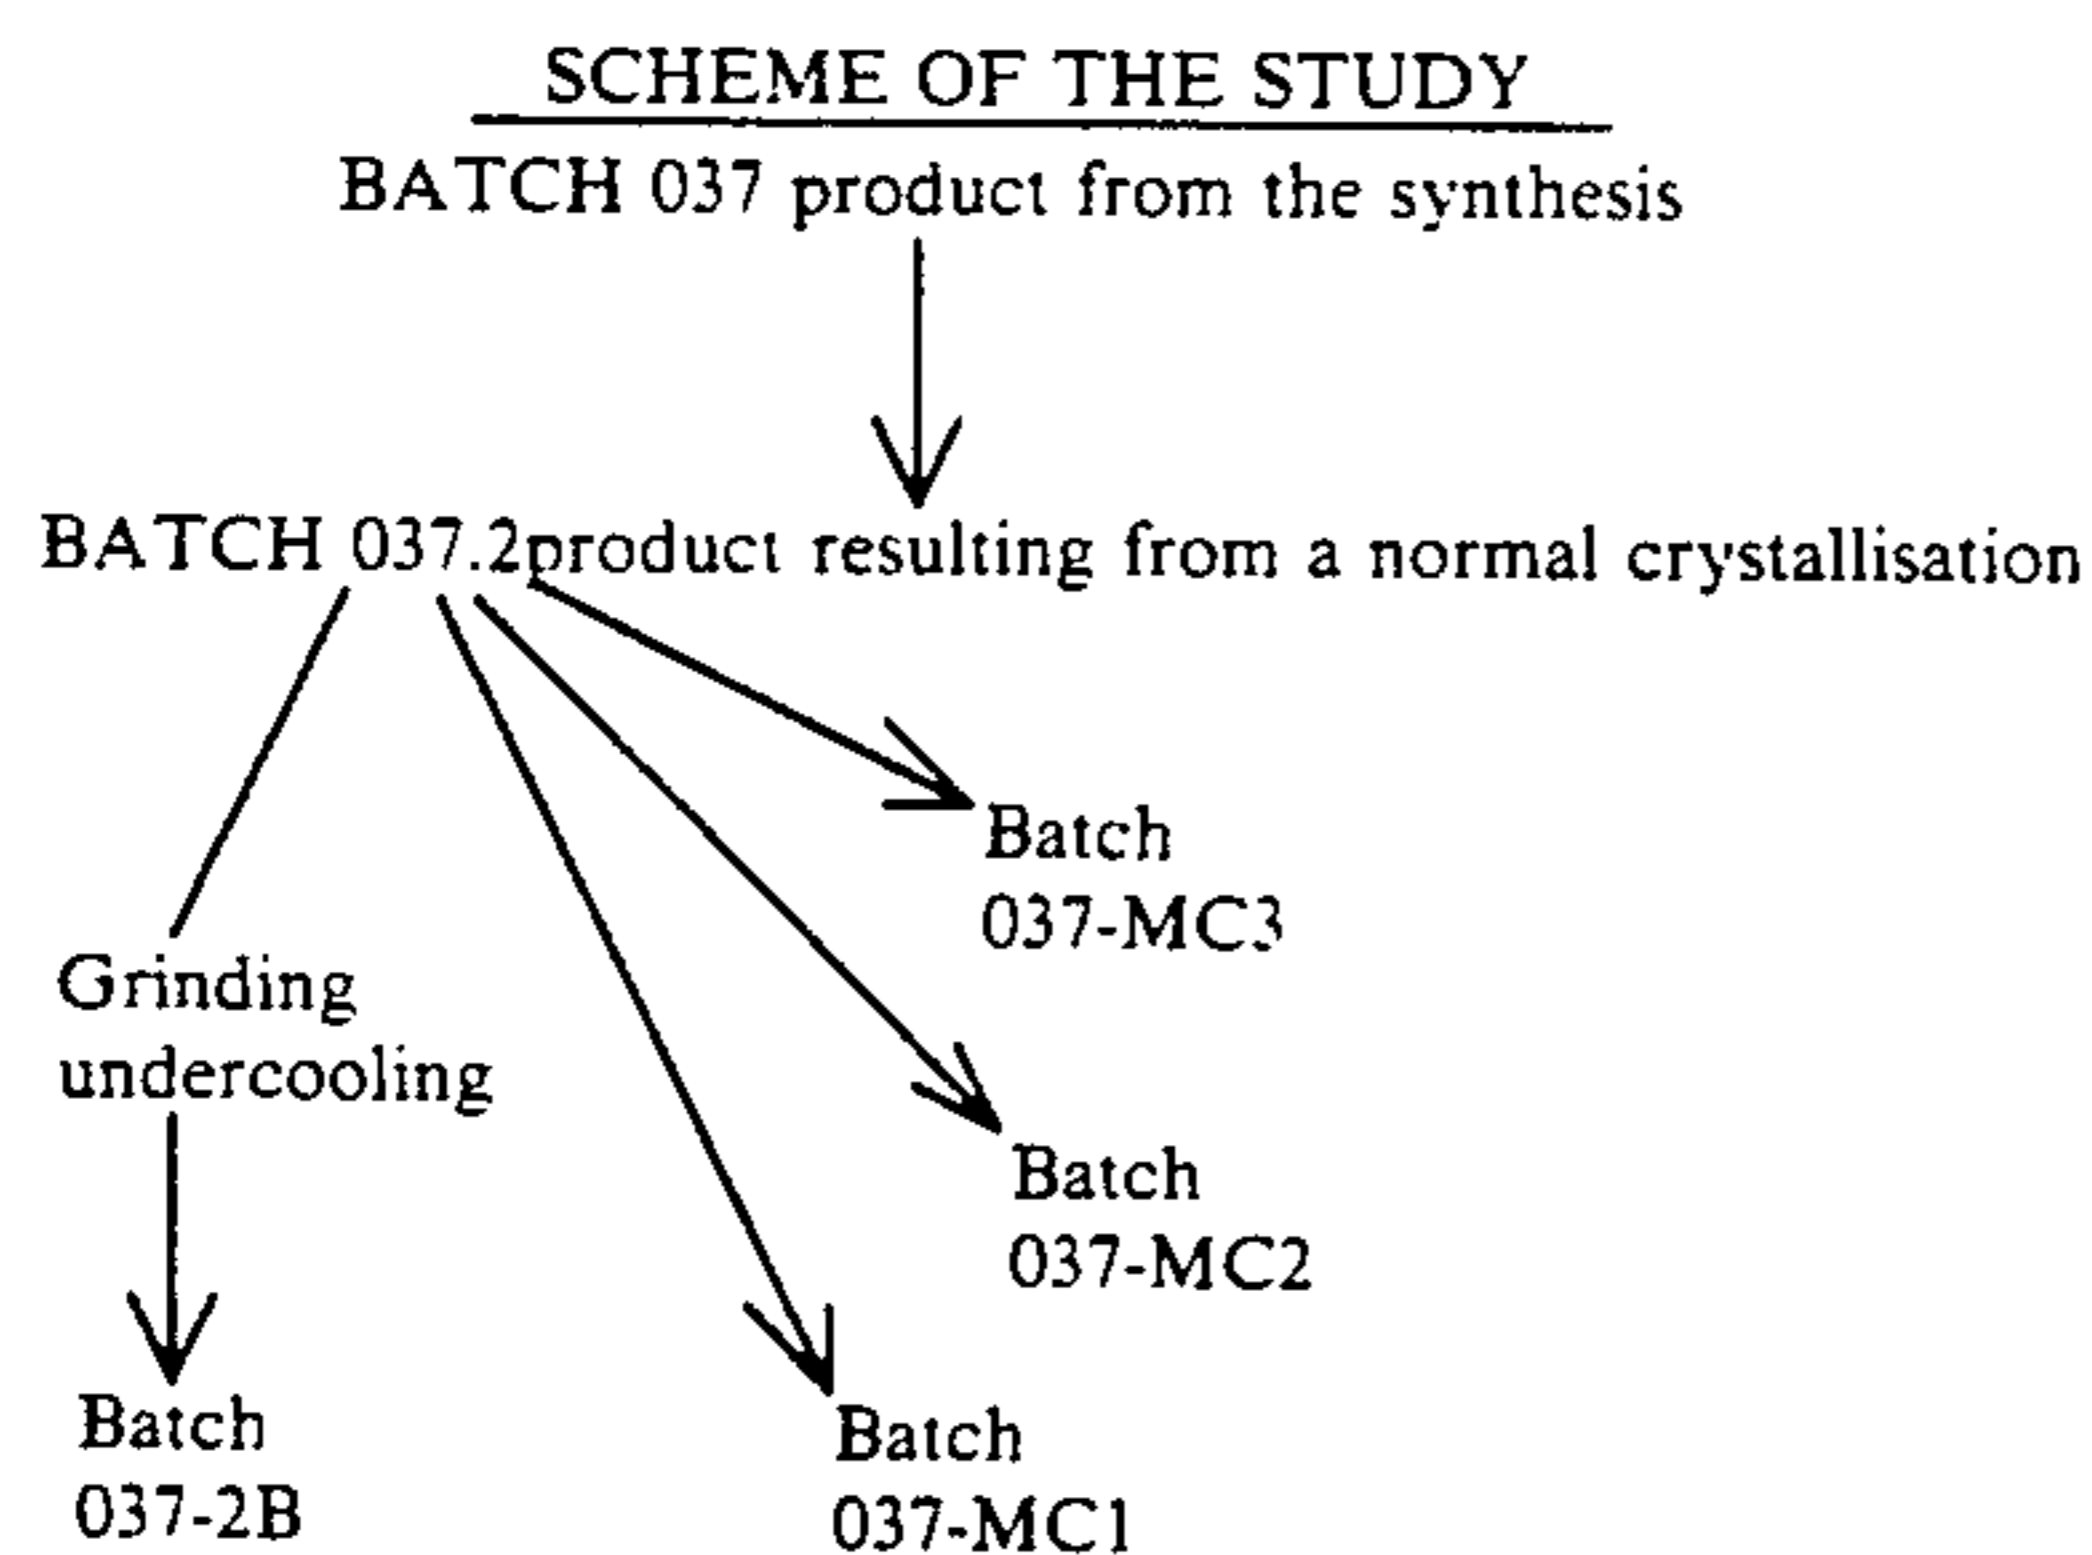 SCHEME OF THE STUDY
BATCH 037 product from the synthesis
BATCH 037.2product resulting from a normal crystallisation
Batch
037-MC3
Grinding
undercooling
Batch
037-MC2
Batch
037-2B
Batch
037-MC1